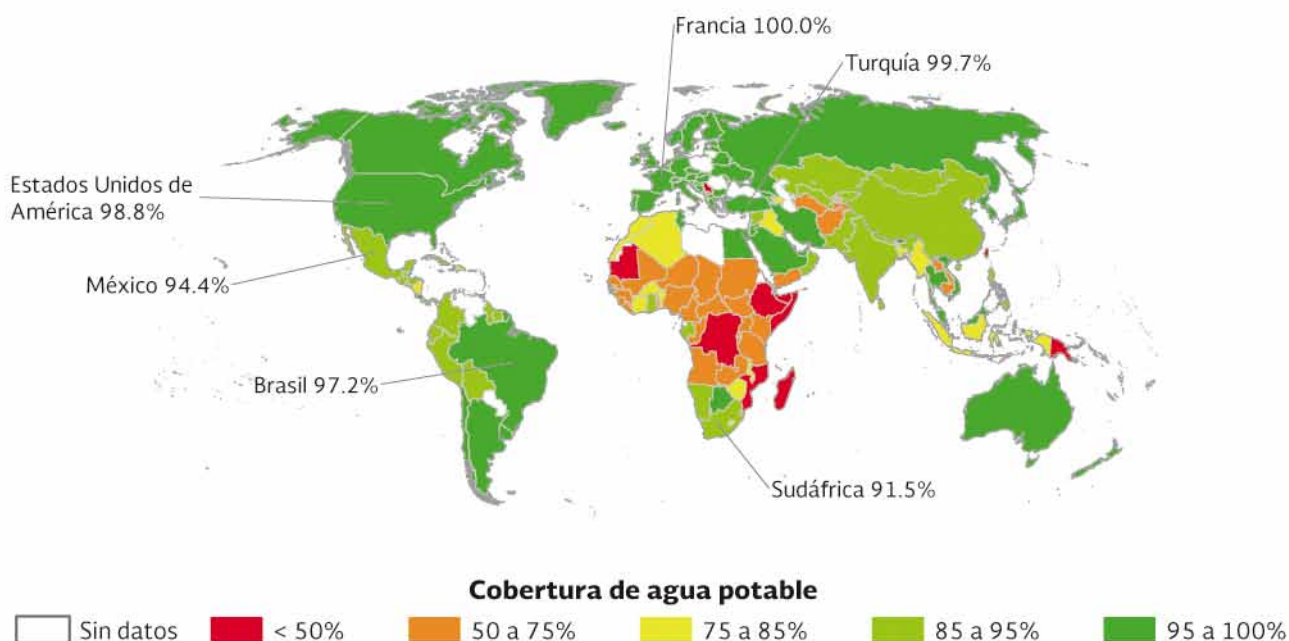 Francia 100.0%
Turquía 99.7%
Estados Unidos de
América 98.8%
México 94.4%
Brasil 97.2%
Sudáfrica 91.5%
Cobertura de agua potable
Sin datos
< 50%
50 a 75%
75 a 85%
85 a 95%
95 a 100%